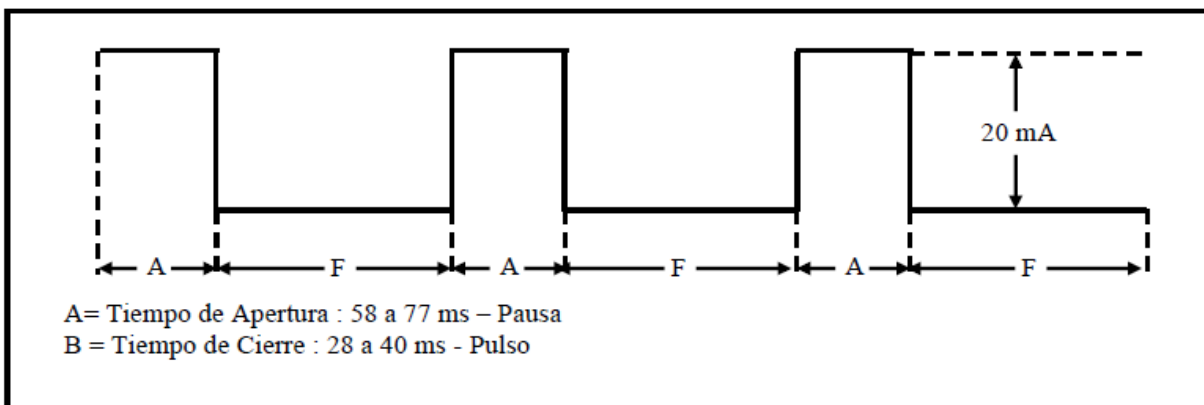 20 mA
A F A F A F
A= Tiempo de Apertura : 58 a 77 ms – Pausa
B = Tiempo de Cierre : 28 a 40 ms - Pulso